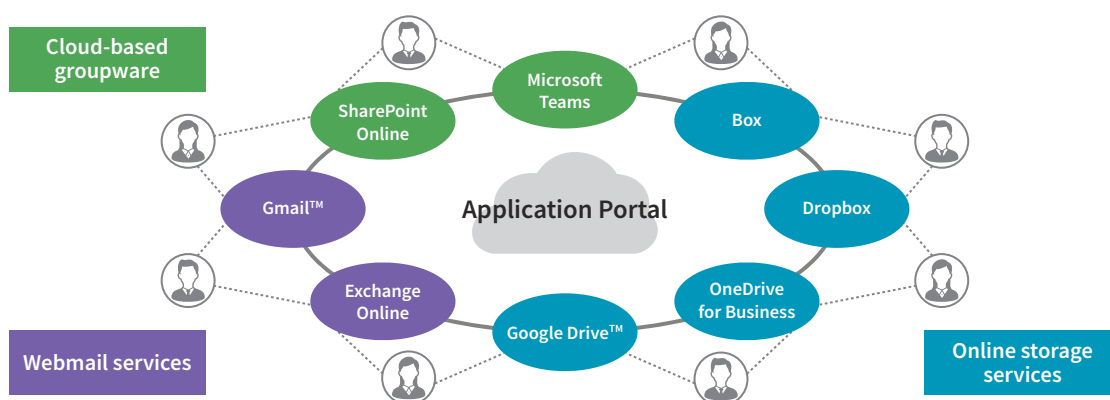 Cloud-based
groupware
Microsoft
Teams
SharePoint
Online
Box
Gmail™
Application Portal
Dropbox
Exchange
Online
OneDrive
for Business
Google Drive™
Webmail services
Online storage
services